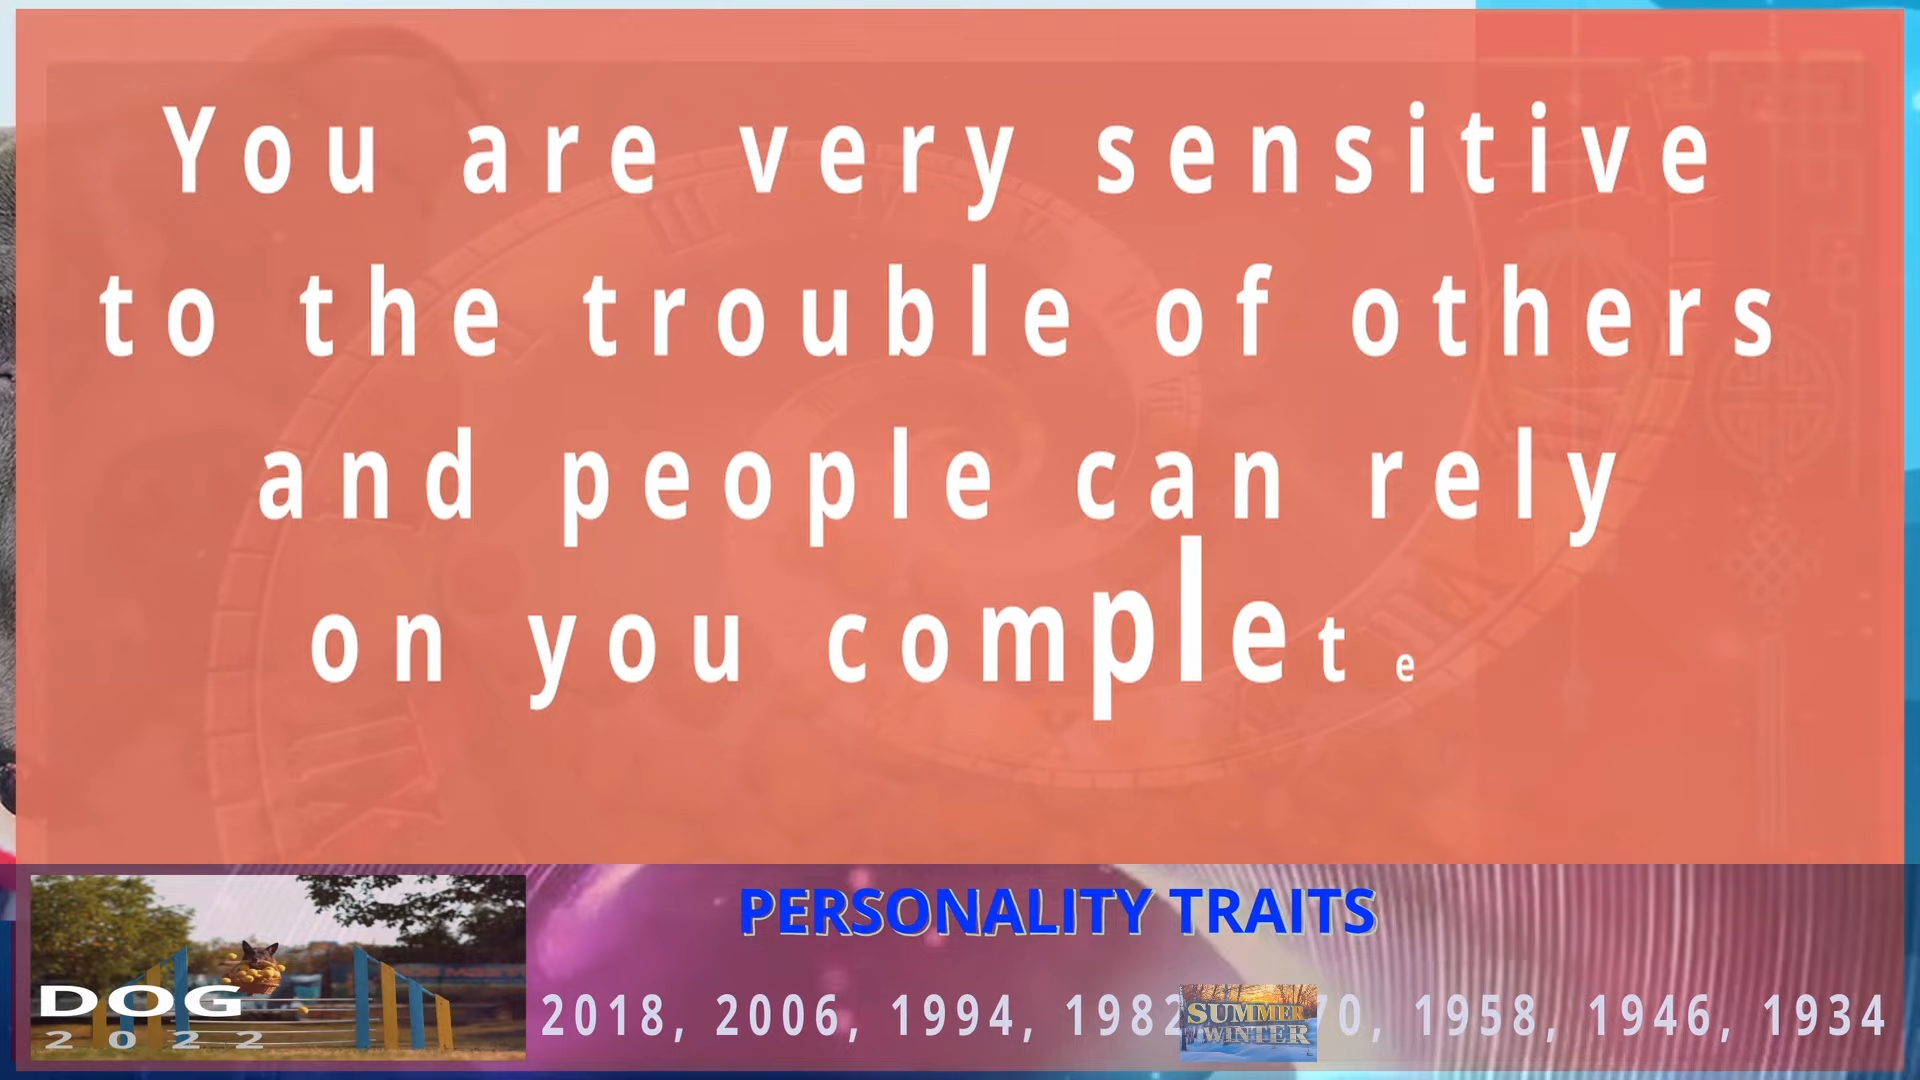 You are very sensitive
to the trouble of others
and people can rely
on you complete
PERSONALITY TRAITS
DOG
2022
2018, 2006, 1994, 1982 70, 1958, 1946, 1934
SUMMER
WINTER